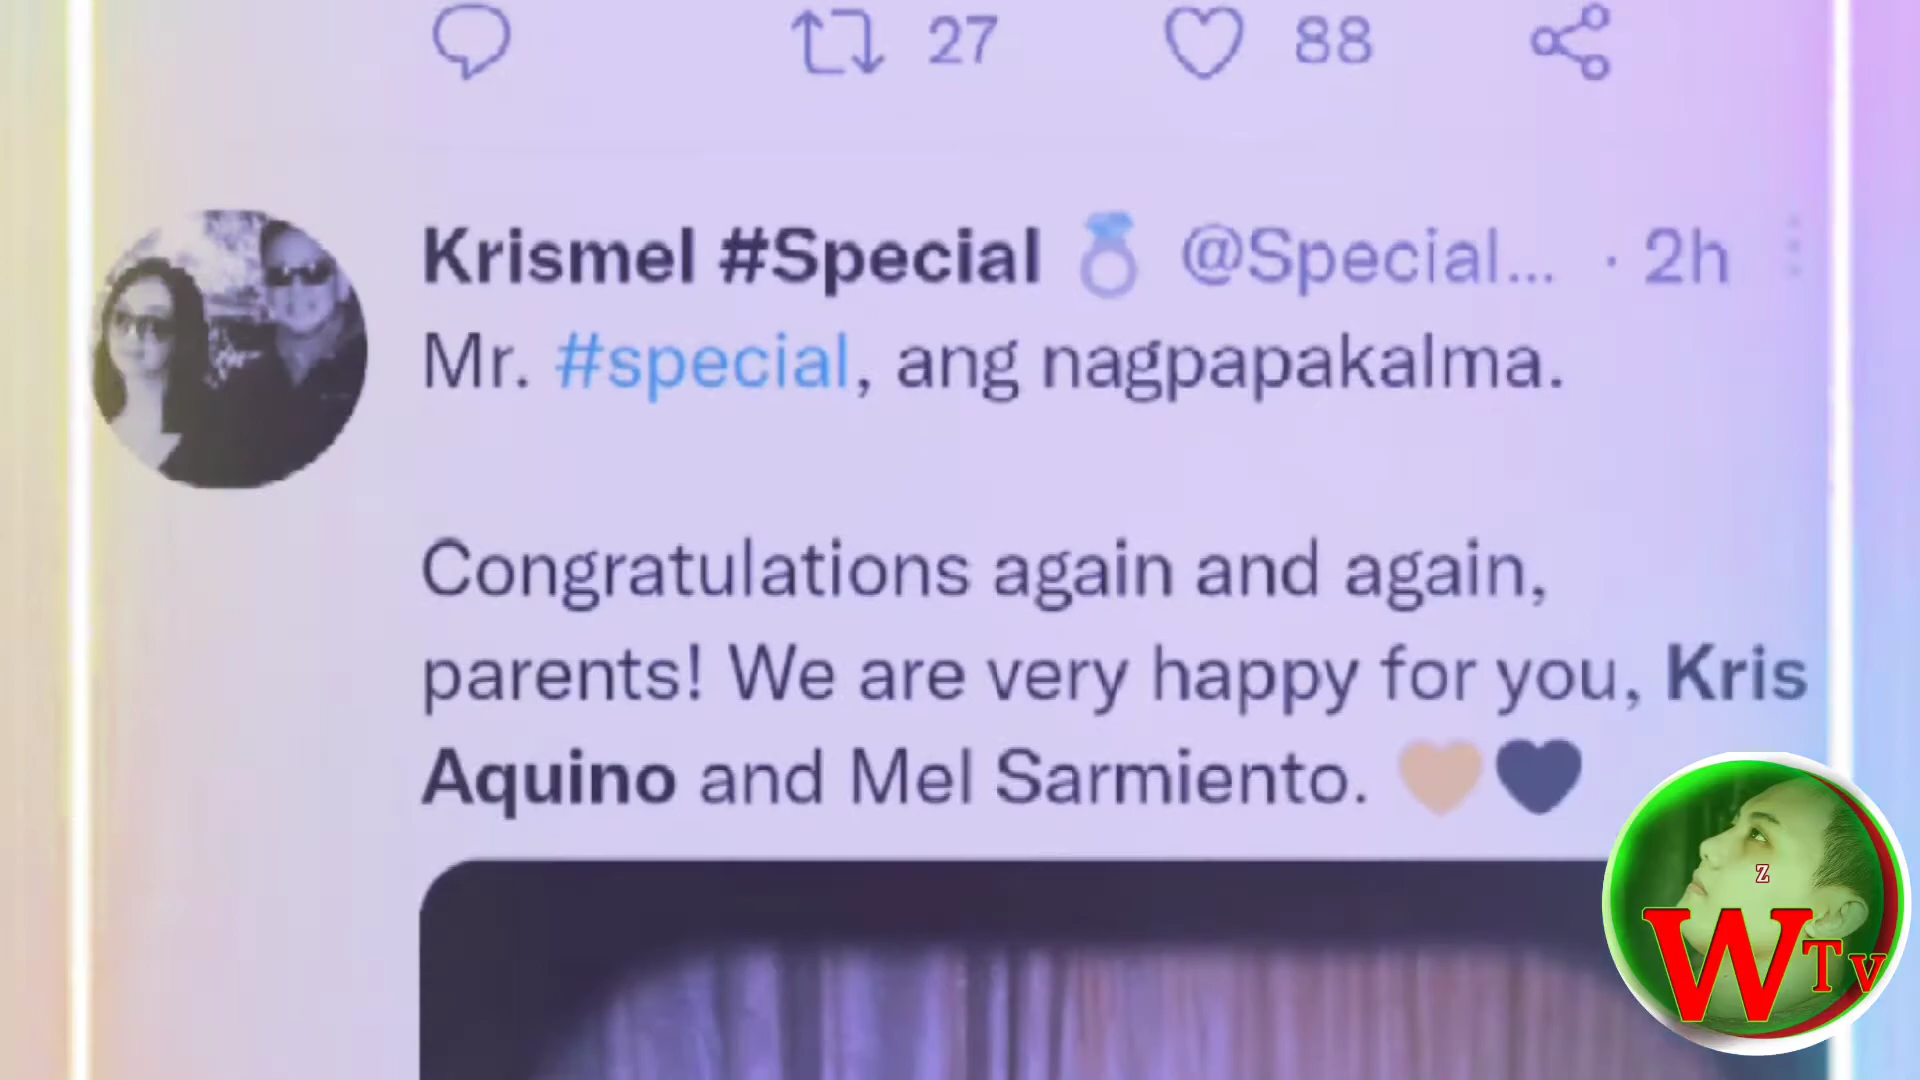 27 88
Krismel #Special 💍 @Special... · 2h
Mr. #special, ang nagpapakalma.
Congratulations again and again,
parents! We are very happy for you, Kris
Aquino and Mel Sarmiento. 🧡💙
Z
WTv